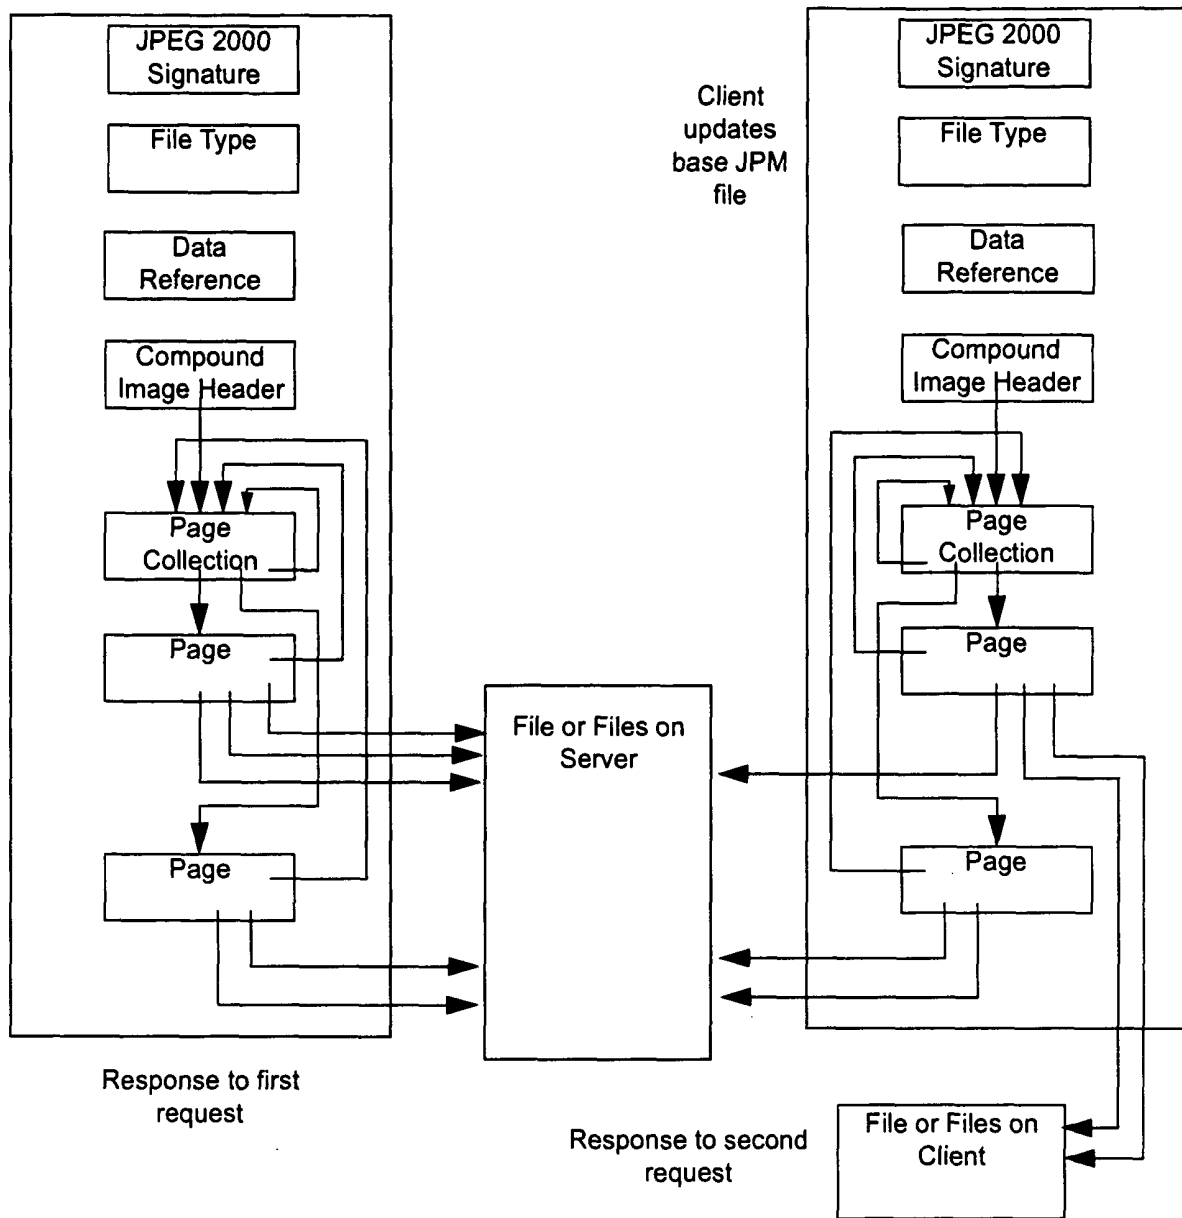 JPEG 2000
Signature
File Type
Data
Reference
Compound
Image Header
Page
Collection
Page
Page
Response to first
request
File or Files on
Server
Client
updates
base JPM
file
JPEG 2000
Signature
File Type
Data
Reference
Compound
Image Header
Page
Collection
Page
Page
Response to second
request
File or Files on
Client